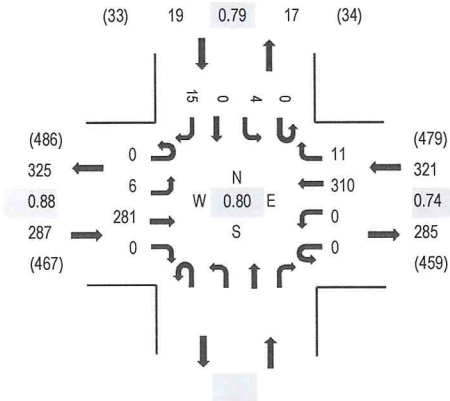 (33) 19 0.79 17 (34)
15 0 4 0
(486) 0 11 (479)
325 321
6 N 310
0.88 W 0.80 E 0.74
281 S 0
287 285
0 0
(467) (459)